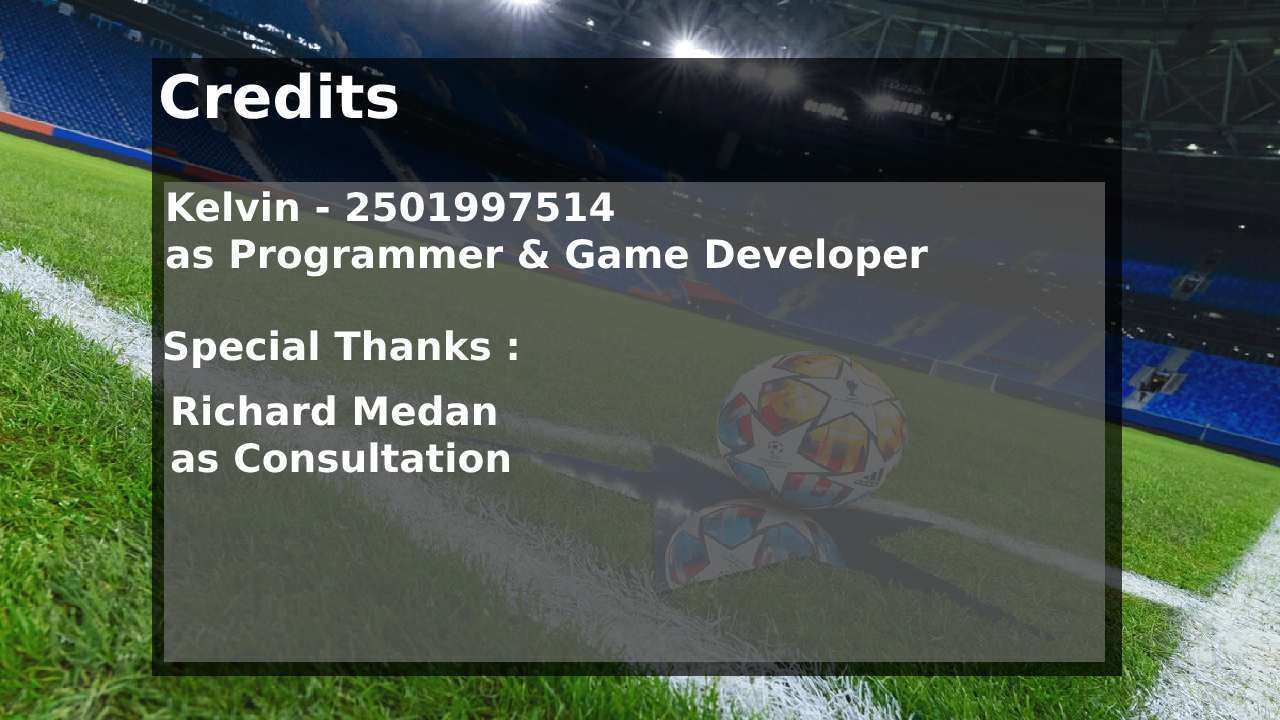 Credits
Kelvin - 2501997514
as Programmer & Game Developer
Special Thanks :
Richard Medan
as Consultation